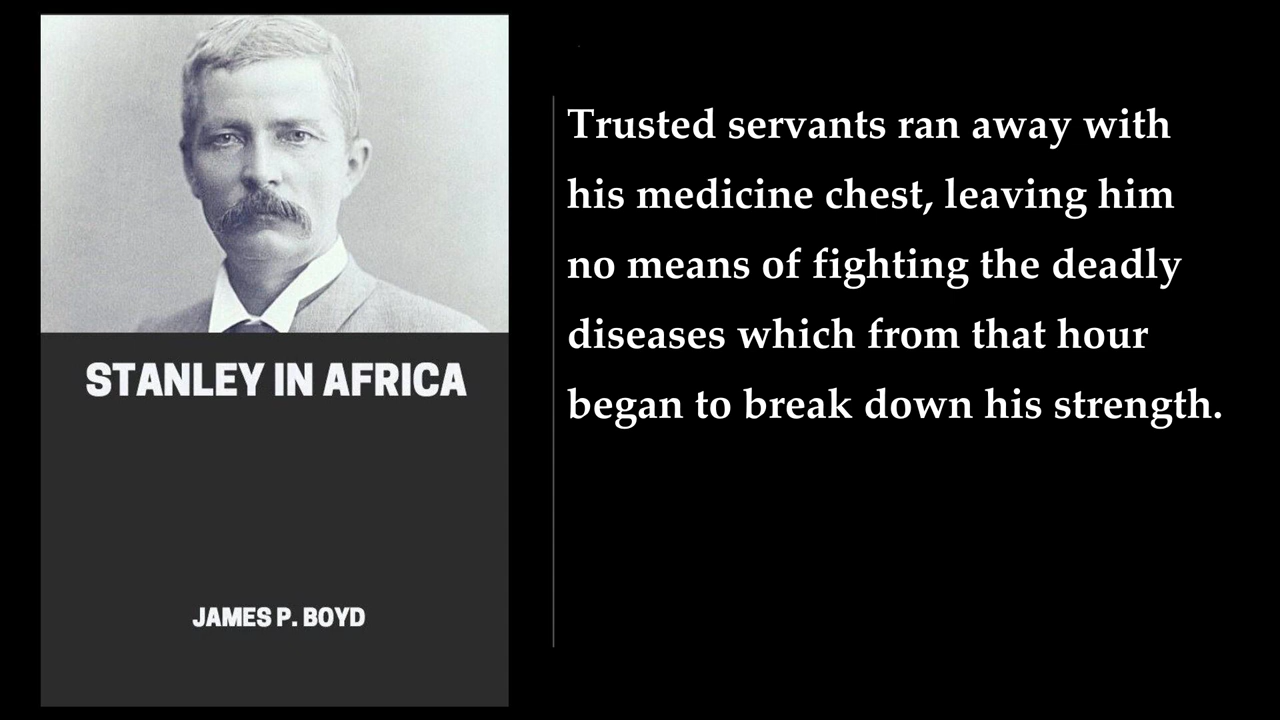 STANLEY IN AFRICA
JAMES P. BOYD
Trusted servants ran away with
his medicine chest, leaving him
no means of fighting the deadly
diseases which from that hour
began to break down his strength.